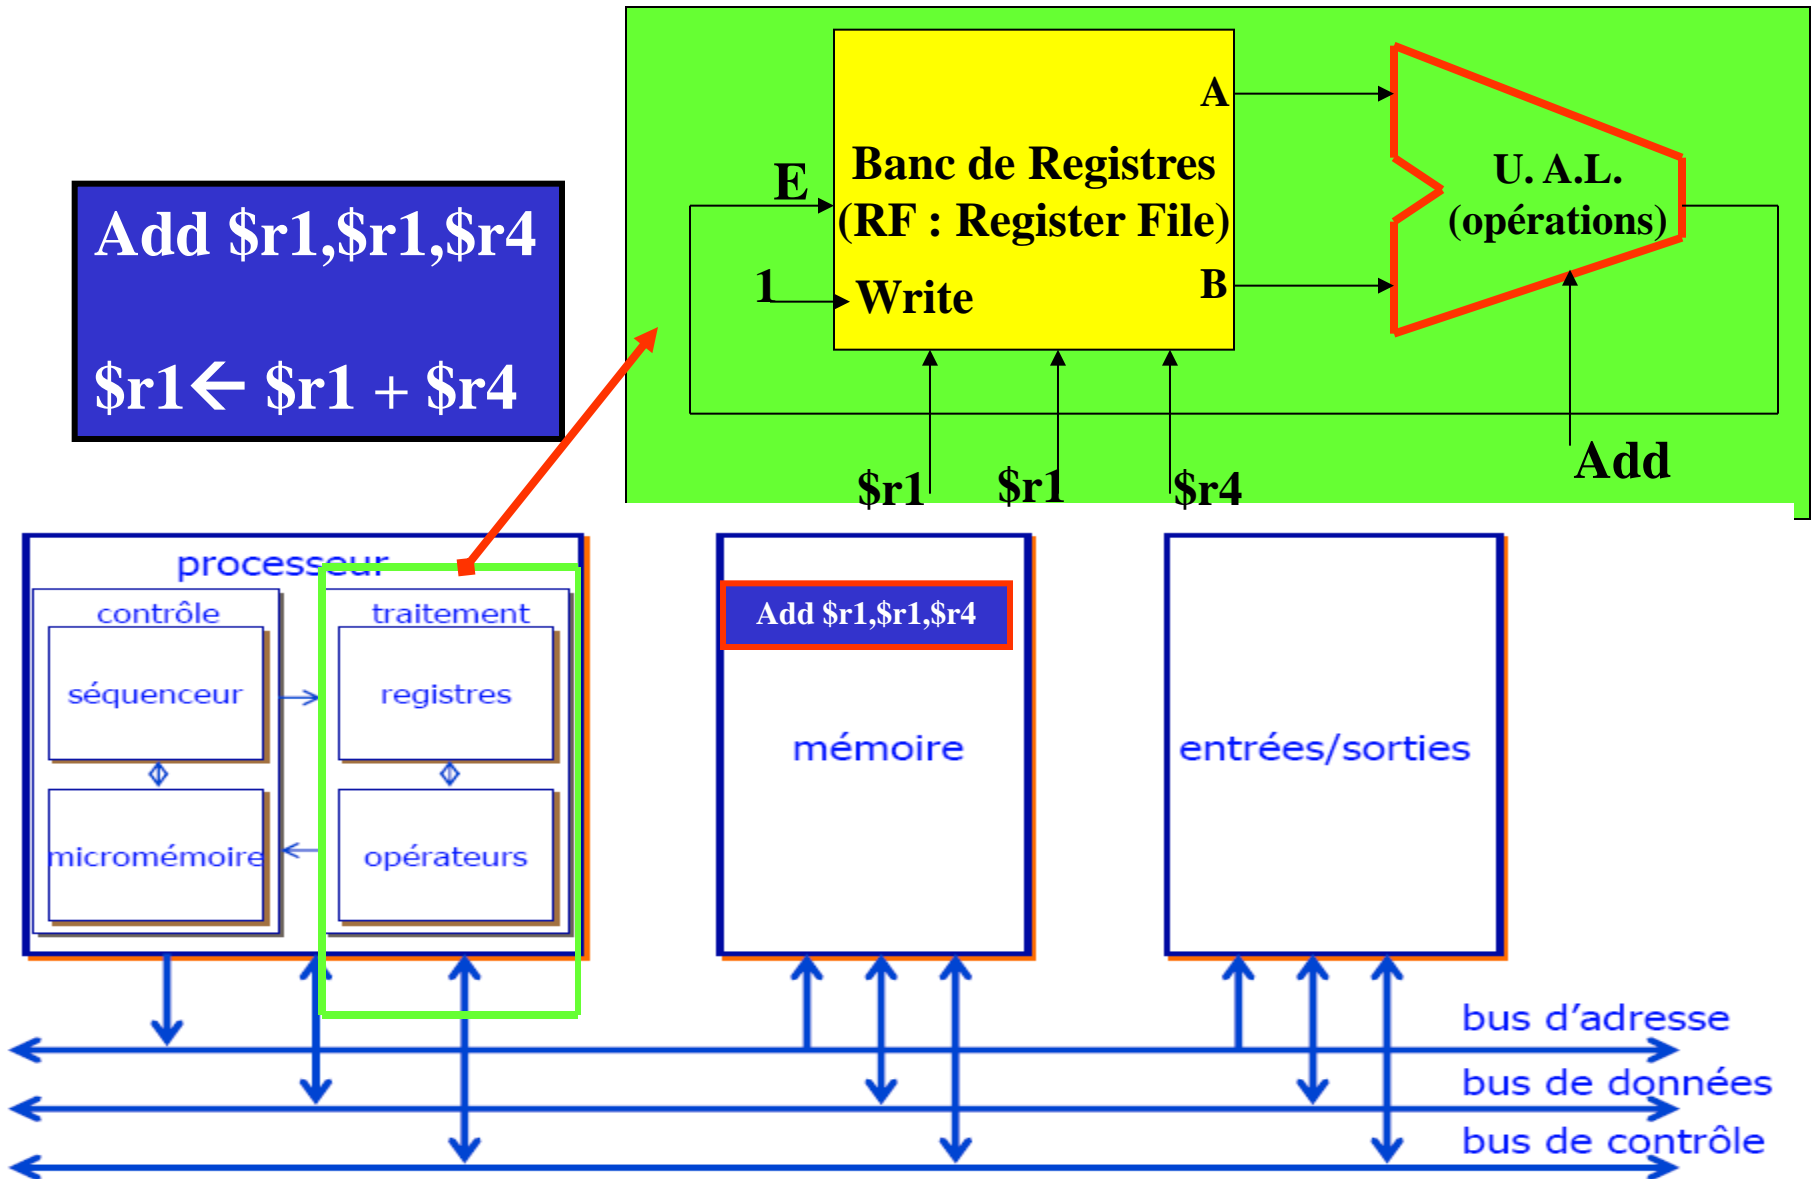 Add $r1,$r1,$r4
$r1← $r1 + $r4
A
E
Banc de Registres
(RF : Register File)
1
Write
B
U. A.L.
(opérations)
$r1
$r1
$r4
Add
processeur
contrôle
séquenceur
micromémoire
traitement
registres
opérateurs
Add $r1,$r1,$r4
mémoire
entrées/sorties
bus d’adresse
bus de données
bus de contrôle